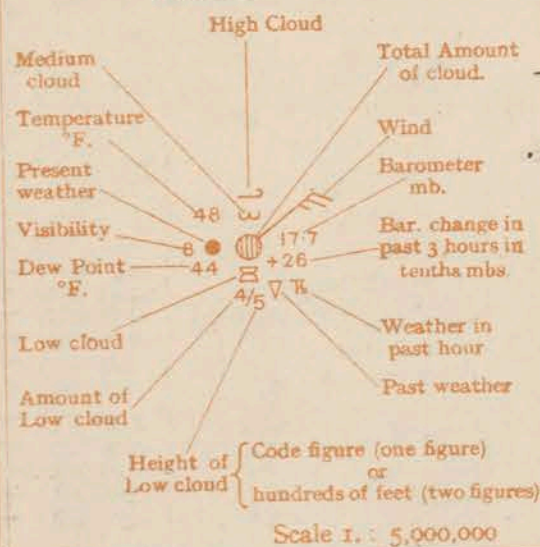 High Cloud
Medium
cloud
Total Amount
of cloud.
Temperature
°F.
Wind
Present
weather
Barometer
mb.
48
Visibility
8
17.7
Bar. change in
past 3 hours in
tenths mbs.
Dew Point
°F.
44
+26
4/5
Low cloud
Weather in
past hour
Amount of
Low cloud
Past weather
Height of
Low cloud
Code figure (one figure)
or
hundreds of feet (two figures)
Scale 1. : 5,000,000